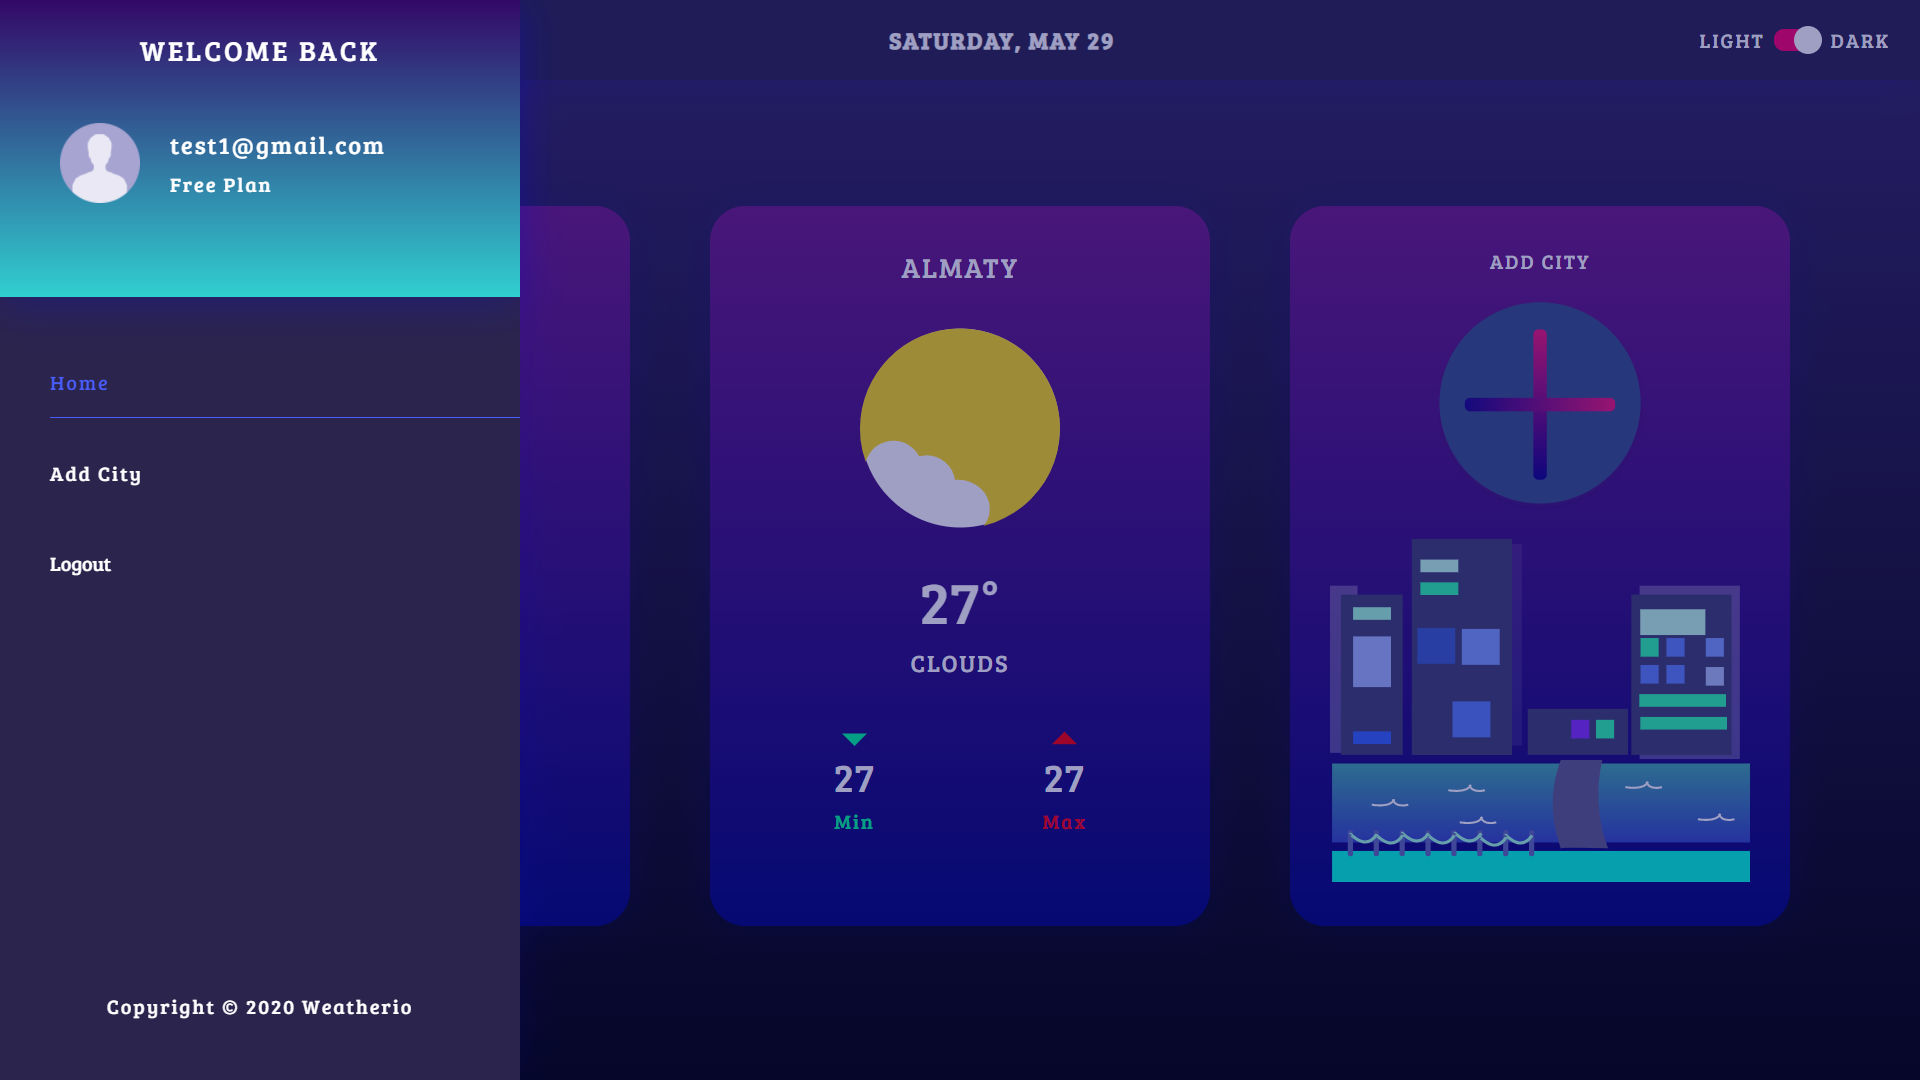 WELCOME BACK
test1@gmail.com
Free Plan
Home
Add City
Logout
Copyright © 2020 Weatherio
SATURDAY, MAY 29
LIGHT DARK
ALMATY
27°
CLOUDS
27 27
Min Max
ADD CITY